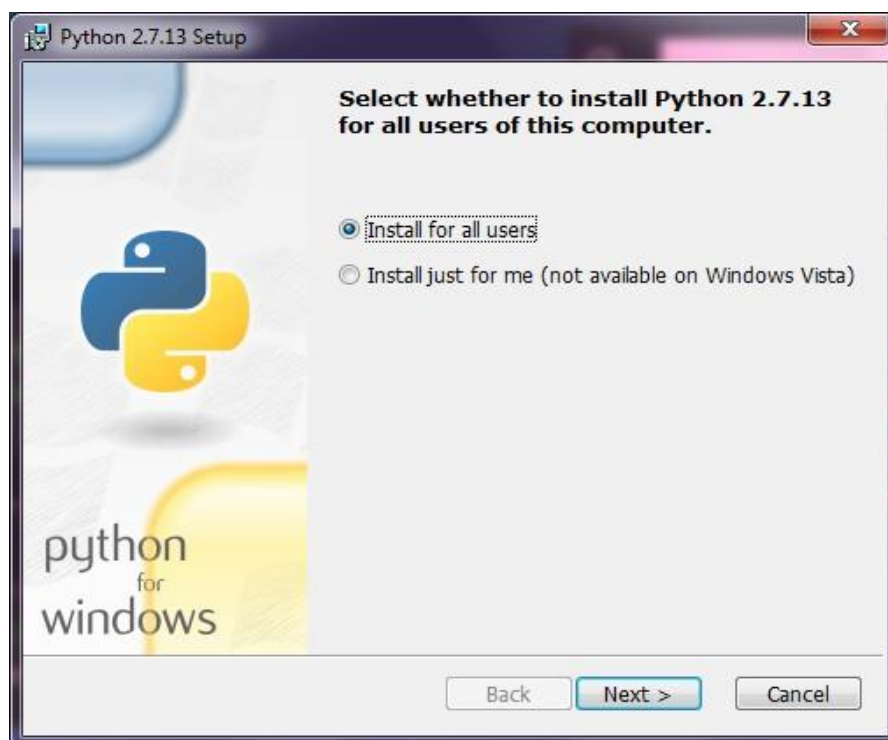 Python 2.7.13 Setup
Select whether to install Python 2.7.13
for all users of this computer.
Install for all users
Install just for me (not available on Windows Vista)
python
for
windows
Back
Next >
Cancel